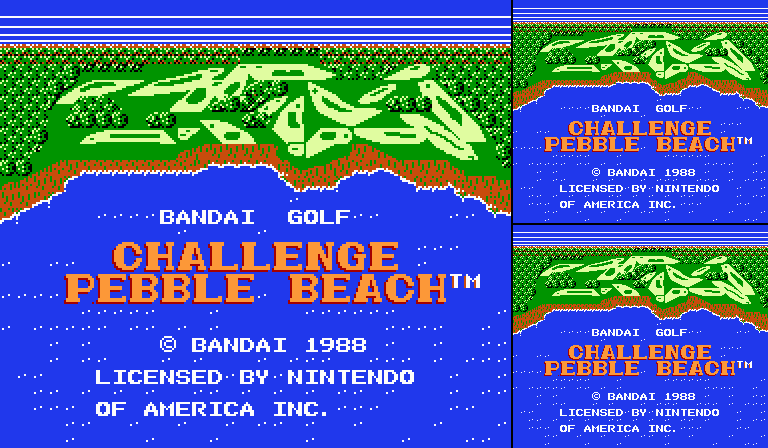 BANDAI GOLF
CHALLENGE
PEBBLE BEACH™
© BANDAI 1988
LICENSED BY NINTENDO
OF AMERICA INC.
BANDAI GOLF
CHALLENGE
PEBBLE BEACH™
© BANDAI 1988
LICENSED BY NINTENDO
OF AMERICA INC.
BANDAI GOLF
CHALLENGE
PEBBLE BEACH™
© BANDAI 1988
LICENSED BY NINTENDO
OF AMERICA INC.